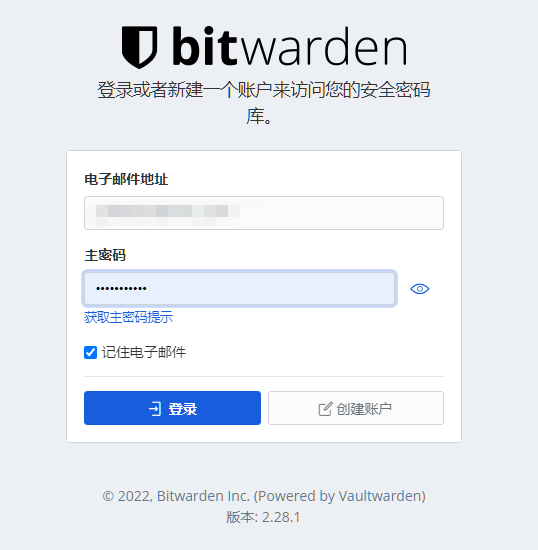 bitwarden
登录或者新建一个账户来访问您的安全密码
库。
电子邮件地址
主密码
获取主密码提示
记住电子邮件
登录 创建账户
© 2022, Bitwarden Inc. (Powered by Vaultwarden)
版本: 2.28.1